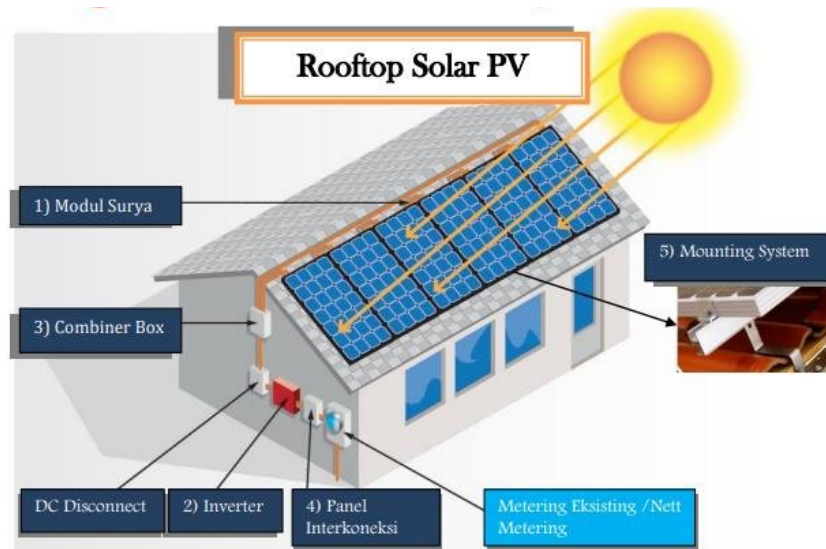 Rooftop Solar PV
1) Modul Surya
5) Mounting System
3) Combiner Box
DC Disconnect
2) Inverter
4) Panel
Interkoneksi
Metering Eksisting /Nett
Metering